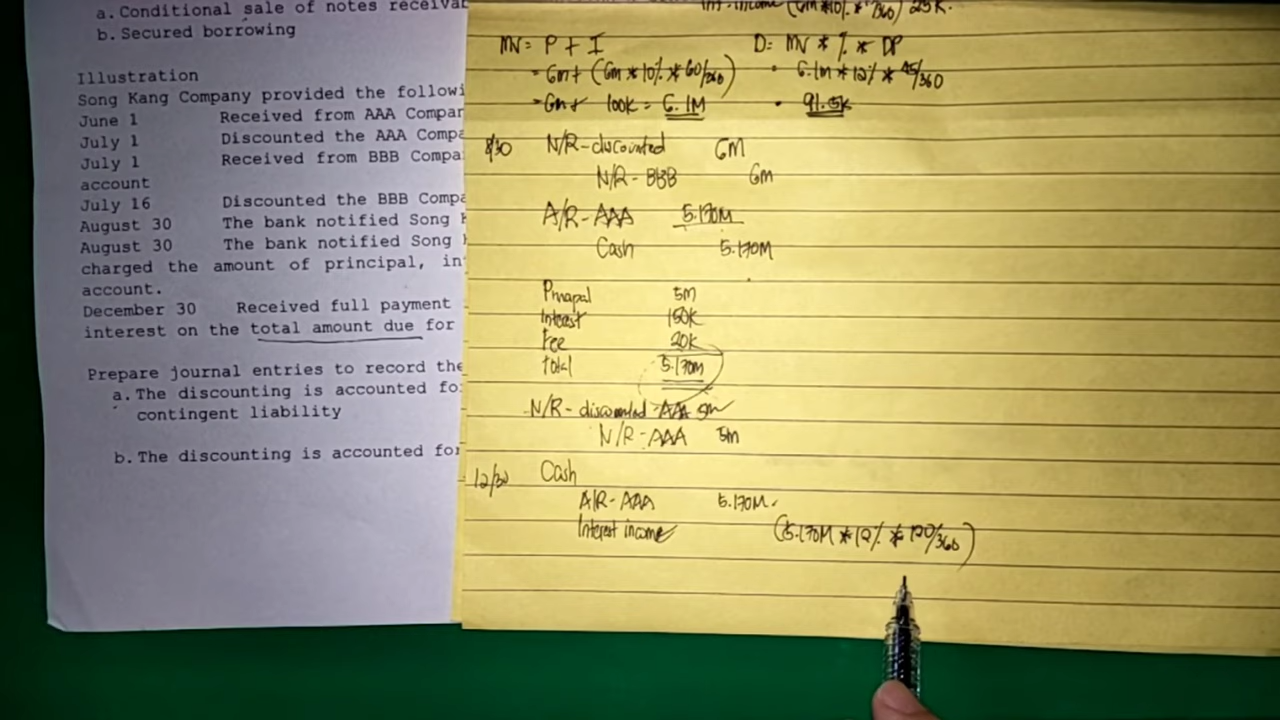 a. Conditional sale of notes receivab
b. Secured borrowing
Illustration
Song Kang Company provided the followi
June 1 Received from AAA Compan
July 1 Discounted the AAA Compa
July 1 Received from BBB Compa
account
July 16 Discounted the BBB Compa
August 30 The bank notified Song K
August 30 The bank notified Song K
charged the amount of principal, in
account.
December 30 Received full payment
interest on the total amount due for
Prepare journal entries to record the
a. The discounting is accounted fo
contingent liability
b. The discounting is accounted for
Int. income (6m*10%* /360) 25K.
MV = P + I D = MV * % * DP
= 6m + (6m * 10% * 60/360) = 6.1m * 12% * 45/360
= 6m + 100k = 6.1M = 91.5k
8/30 N/R-discounted 6M
N/R-BBB 6m
A/R-AAA 5.170M
Cash 5.170M
Principal 5m
Interest 150K
Fee 20K
total 5.170m
N/R-discounted-AAA 5m
N/R-AAA 5m
12/30 Cash
A/R-AAA 5.170M.
Interest income (5.170M * 12% * 120/360)